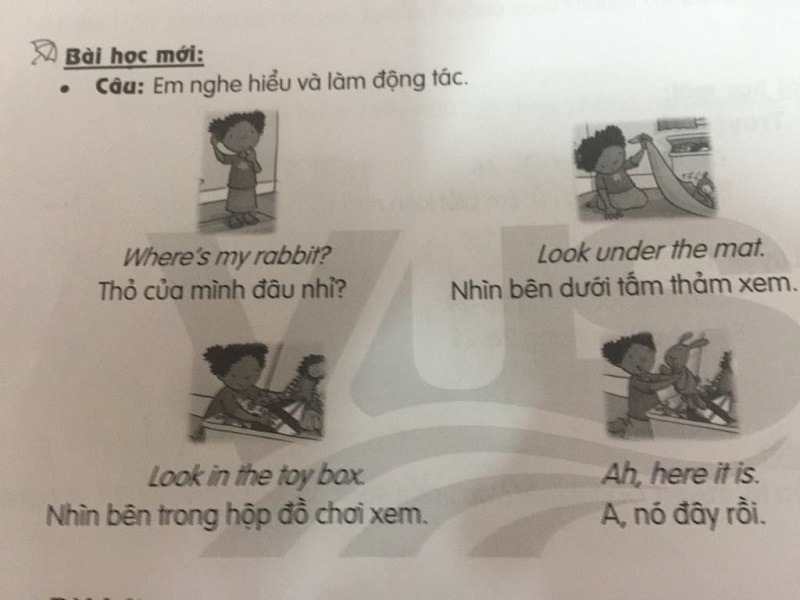 Bài học mới:
• Câu: Em nghe hiểu và làm động tác.
Where's my rabbit?
Thỏ của mình đâu nhỉ?
Look under the mat.
Nhìn bên dưới tấm thảm xem.
Look in the toy box.
Nhìn bên trong hộp đồ chơi xem.
Ah, here it is.
A, nó đây rồi.
VUS